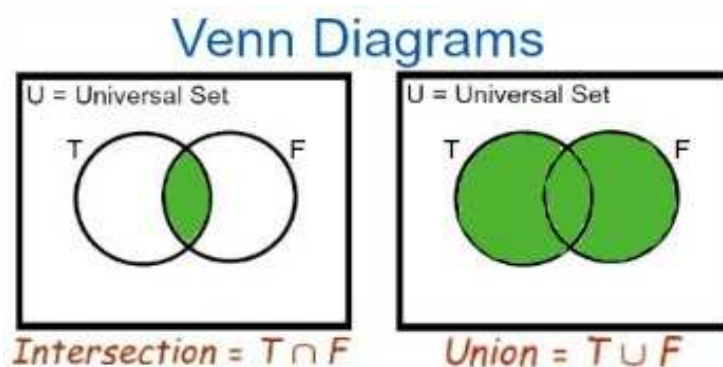 Venn Diagrams
U = Universal Set
T
F
Intersection = T ∩ F
U = Universal Set
T
F
Union = T ∪ F